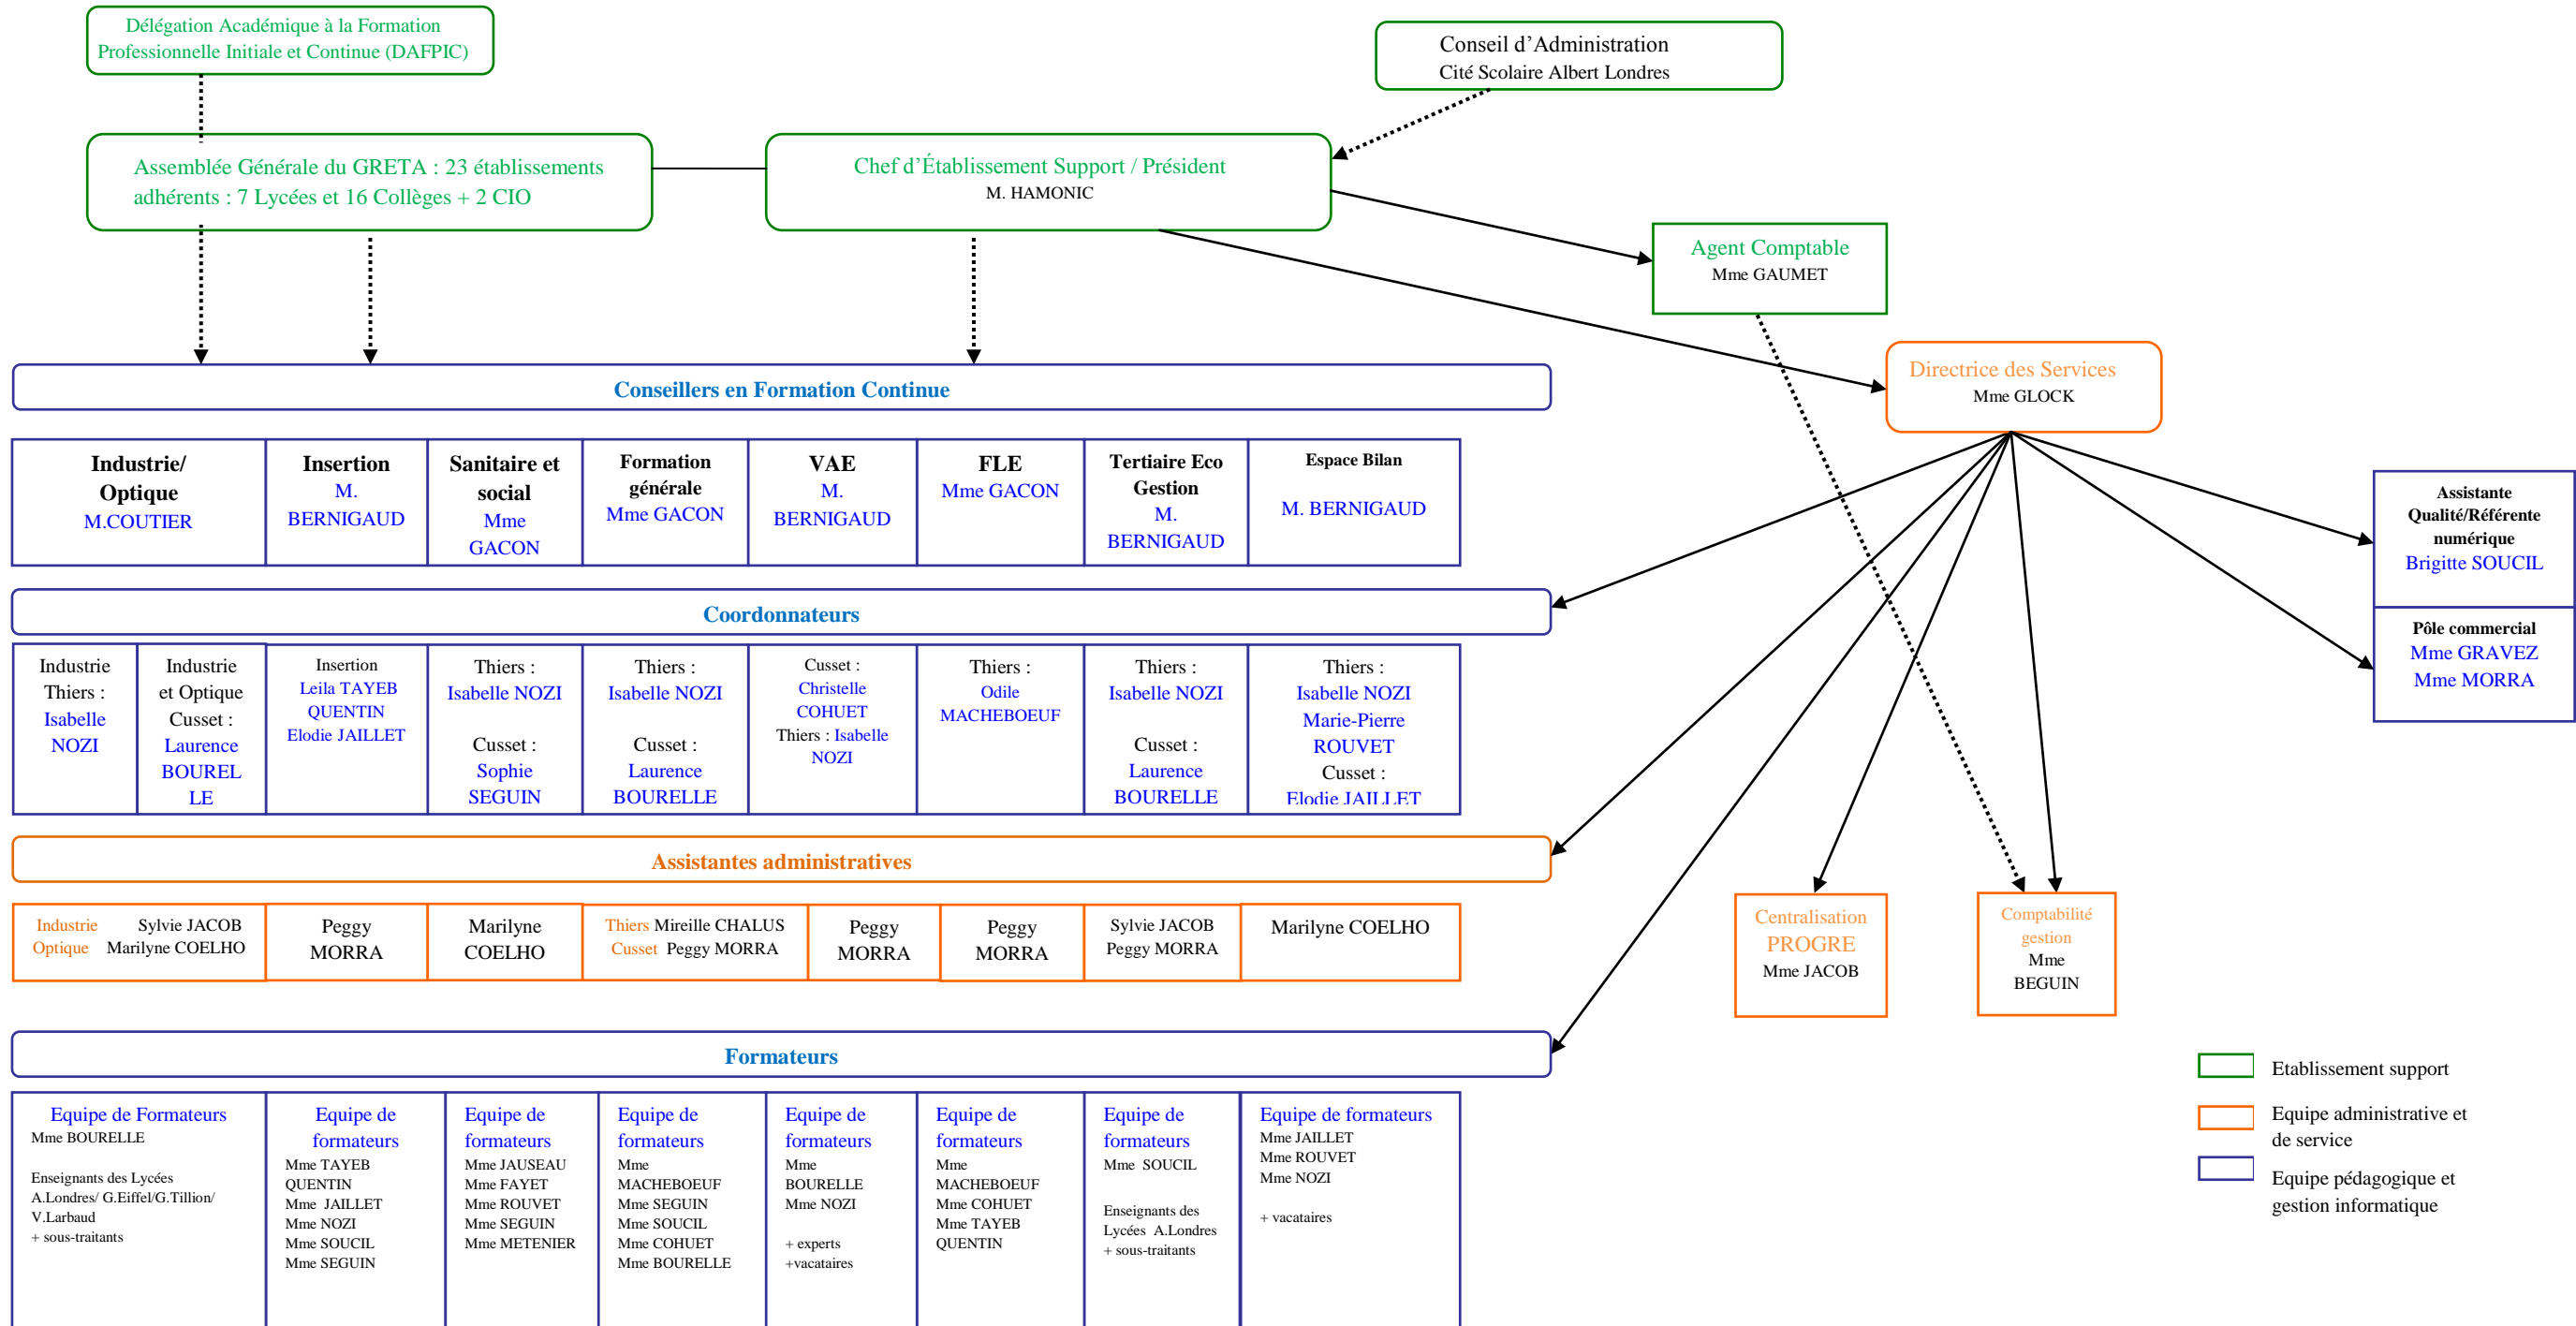 Délégation Académique à la Formation
Professionnelle Initiale et Continue (DAFPIC)
Conseil d’Administration
Cité Scolaire Albert Londres
Assemblée Générale du GRETA : 23 établissements
adhérents : 7 Lycées et 16 Collèges + 2 CIO
Chef d’Établissement Support / Président
M. HAMONIC
Agent Comptable
Mme GAUMET
Directrice des Services
Mme GLOCK
Conseillers en Formation Continue
Industrie/
Optique
M.COUTIER
Insertion
M.
BERNIGAUD
Sanitaire et
social
Mme
GACON
Formation
générale
Mme GACON
VAE
M.
BERNIGAUD
FLE
Mme GACON
Tertiaire Eco
Gestion
M.
BERNIGAUD
Espace Bilan
M. BERNIGAUD
Assistante
Qualité/Référente
numérique
Brigitte SOUCIL
Pôle commercial
Mme GRAVEZ
Mme MORRA
Coordonnateurs
Industrie
Thiers :
Isabelle
NOZI
Industrie
et Optique
Cusset :
Laurence
BOUREL
LE
Insertion
Leila TAYEB
QUENTIN
Elodie JAILLET
Thiers :
Isabelle NOZI
Cusset :
Sophie
SEGUIN
Thiers :
Isabelle NOZI
Cusset :
Laurence
BOURELLE
Cusset :
Christelle
COHUET
Thiers : Isabelle
NOZI
Thiers :
Odile
MACHEBOEUF
Thiers :
Isabelle NOZI
Cusset :
Laurence
BOURELLE
Thiers :
Isabelle NOZI
Marie-Pierre
ROUVET
Cusset :
Elodie JAILLET
Assistantes administratives
Industrie Sylvie JACOB
Optique Marilyne COELHO
Peggy
MORRA
Marilyne
COELHO
Thiers Mireille CHALUS
Cusset Peggy MORRA
Peggy
MORRA
Peggy
MORRA
Sylvie JACOB
Peggy MORRA
Marilyne COELHO
Centralisation
PROGRE
Mme JACOB
Comptabilité
gestion
Mme
BEGUIN
Formateurs
Equipe de Formateurs
Mme BOURELLE
Enseignants des Lycées
A.Londres/ G.Eiffel/G.Tillion/
V.Larbaud
+ sous-traitants
Equipe de
formateurs
Mme TAYEB
QUENTIN
Mme JAILLET
Mme NOZI
Mme SOUCIL
Mme SEGUIN
Equipe de
formateurs
Mme JAUSEAU
Mme FAYET
Mme ROUVET
Mme SEGUIN
Mme METENIER
Equipe de
formateurs
Mme
MACHEBOEUF
Mme SEGUIN
Mme SOUCIL
Mme COHUET
Mme BOURELLE
Equipe de
formateurs
Mme
BOURELLE
Mme NOZI
+ experts
+vacataires
Equipe de
formateurs
Mme
MACHEBOEUF
Mme COHUET
Mme TAYEB
QUENTIN
Equipe de
formateurs
Mme SOUCIL
Enseignants des
Lycées A.Londres
+ sous-traitants
Equipe de formateurs
Mme JAILLET
Mme ROUVET
Mme NOZI
+ vacataires
Etablissement support
Equipe administrative et
de service
Equipe pédagogique et
gestion informatique